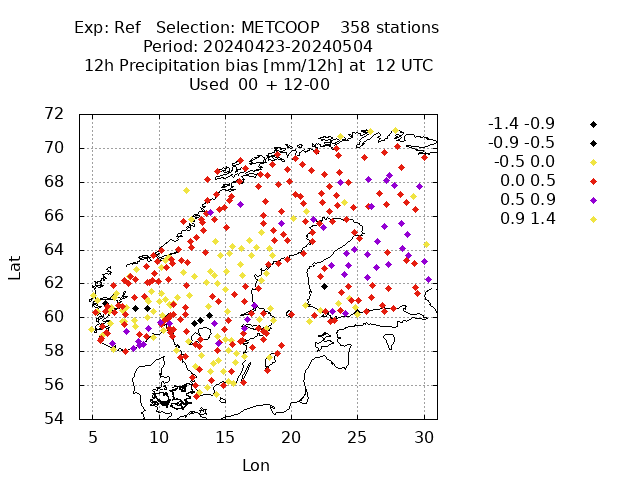 Exp: Ref   Selection: METCOOP    358 stations
Period: 20240423-20240504
12h Precipitation bias [mm/12h] at  12 UTC
Used  00 + 12-00
72
70
68
66
64
62
60
58
56
54
Lat
5 10 15 20 25 30
Lon
-1.4 -0.9
-0.9 -0.5
-0.5 0.0
0.0 0.5
0.5 0.9
0.9 1.4